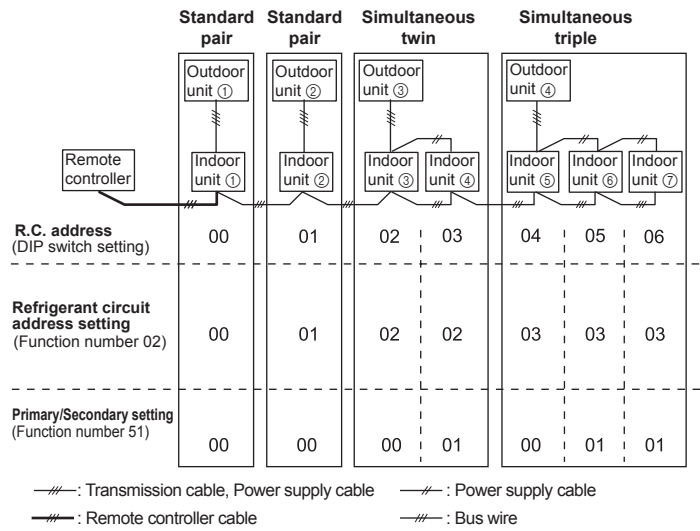 Standard pair
Standard pair
Simultaneous twin
Simultaneous triple
Outdoor unit ①
Outdoor unit ②
Outdoor unit ③
Outdoor unit ④
Remote controller
Indoor unit ①
Indoor unit ②
Indoor unit ③
Indoor unit ④
Indoor unit ⑤
Indoor unit ⑥
Indoor unit ⑦
R.C. address
(DIP switch setting)
00 01 02 03 04 05 06
Refrigerant circuit
address setting
(Function number 02)
00 01 02 02 03 03 03
Primary/Secondary setting
(Function number 51)
00 00 00 01 00 01 01
: Transmission cable, Power supply cable
: Power supply cable
: Remote controller cable
: Bus wire